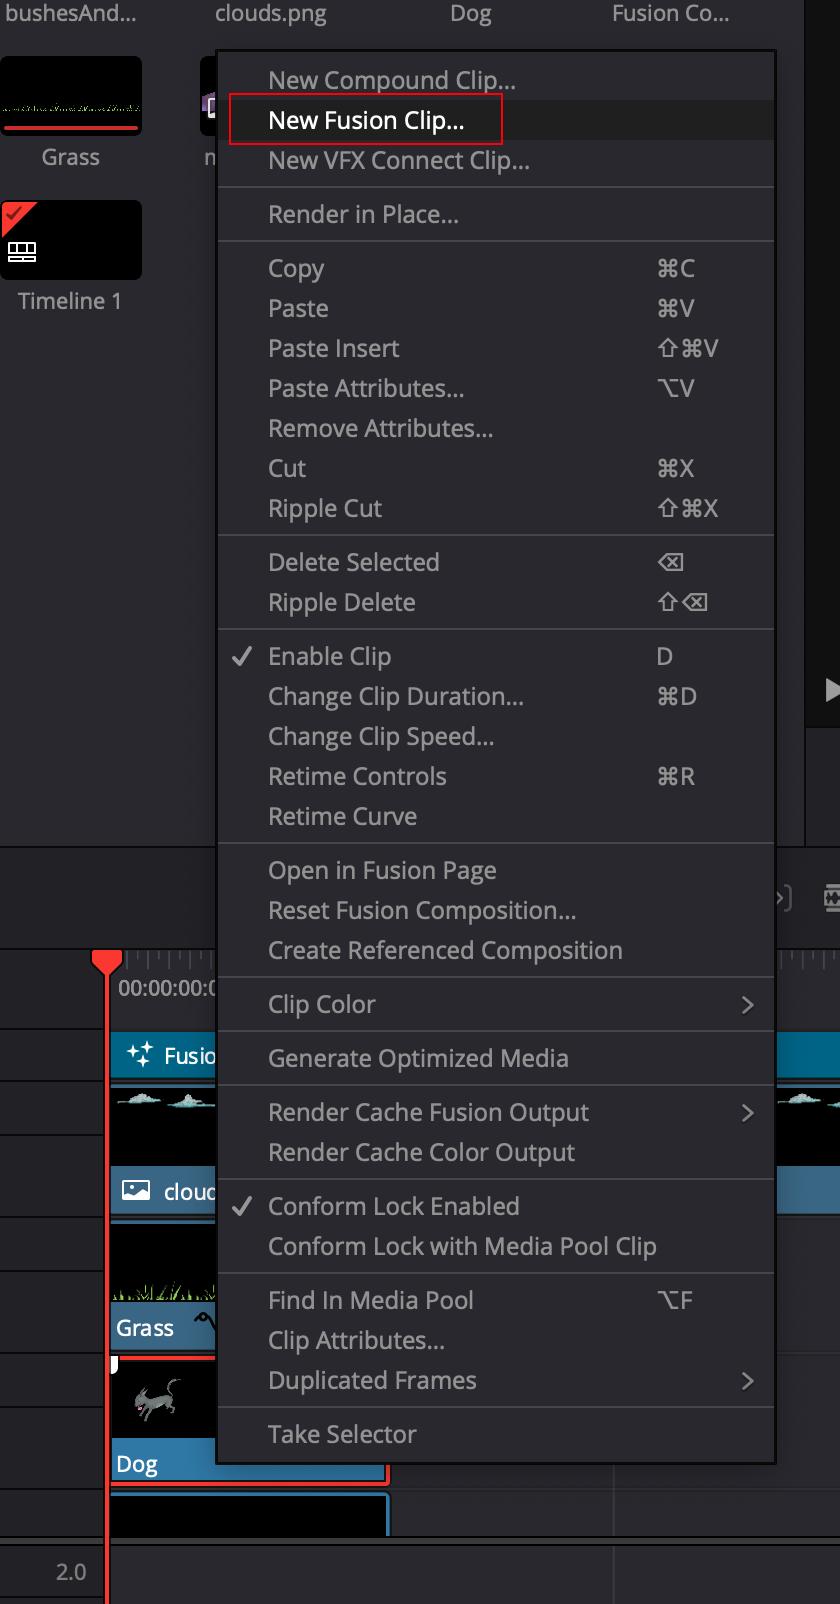 bushesAnd...
clouds.png
Dog
Fusion Co...
Grass
Timeline 1
New Compound Clip...
New Fusion Clip...
New VFX Connect Clip...
Render in Place...
Copy ⌘C
Paste ⌘V
Paste Insert ⇧⌘V
Paste Attributes... ⌥V
Remove Attributes...
Cut ⌘X
Ripple Cut ⇧⌘X
Delete Selected ⌫
Ripple Delete ⇧⌫
Enable Clip D
Change Clip Duration... ⌘D
Change Clip Speed...
Retime Controls ⌘R
Retime Curve
Open in Fusion Page
Reset Fusion Composition...
Create Referenced Composition
Clip Color
Generate Optimized Media
Render Cache Fusion Output
Render Cache Color Output
Conform Lock Enabled
Conform Lock with Media Pool Clip
Find In Media Pool ⌥F
Clip Attributes...
Duplicated Frames
Take Selector
00:00:00:0
Fusio
cloud
Grass
Dog
2.0